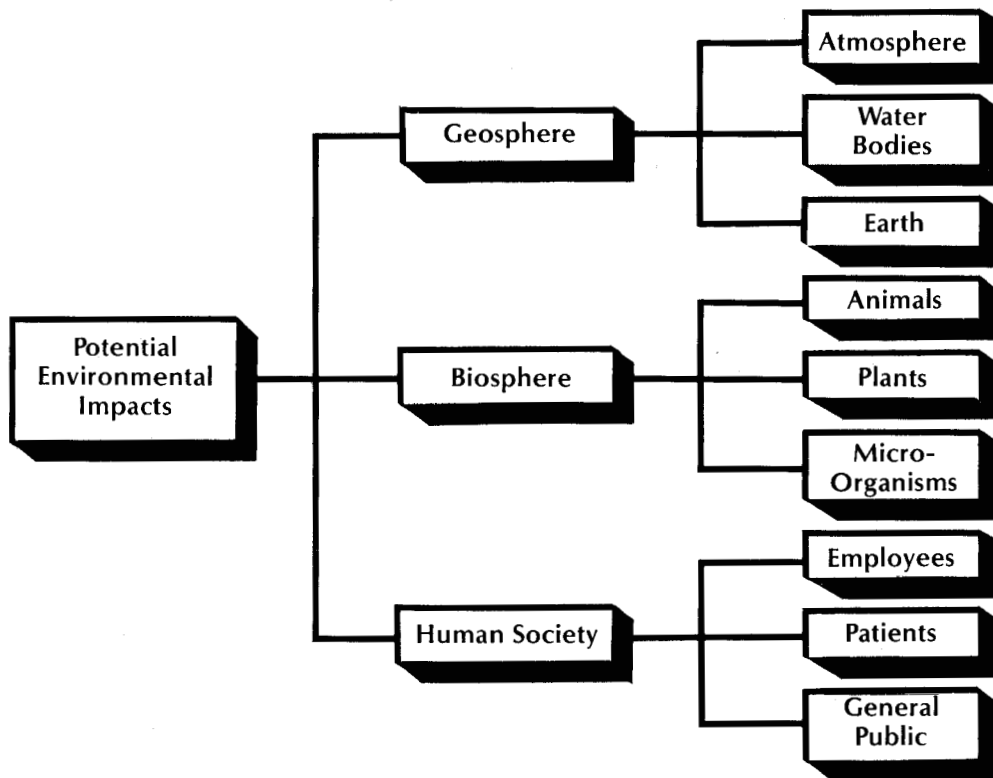 Potential
Environmental
Impacts
Geosphere
Atmosphere
Water
Bodies
Earth
Biosphere
Animals
Plants
Micro-
Organisms
Human Society
Employees
Patients
General
Public